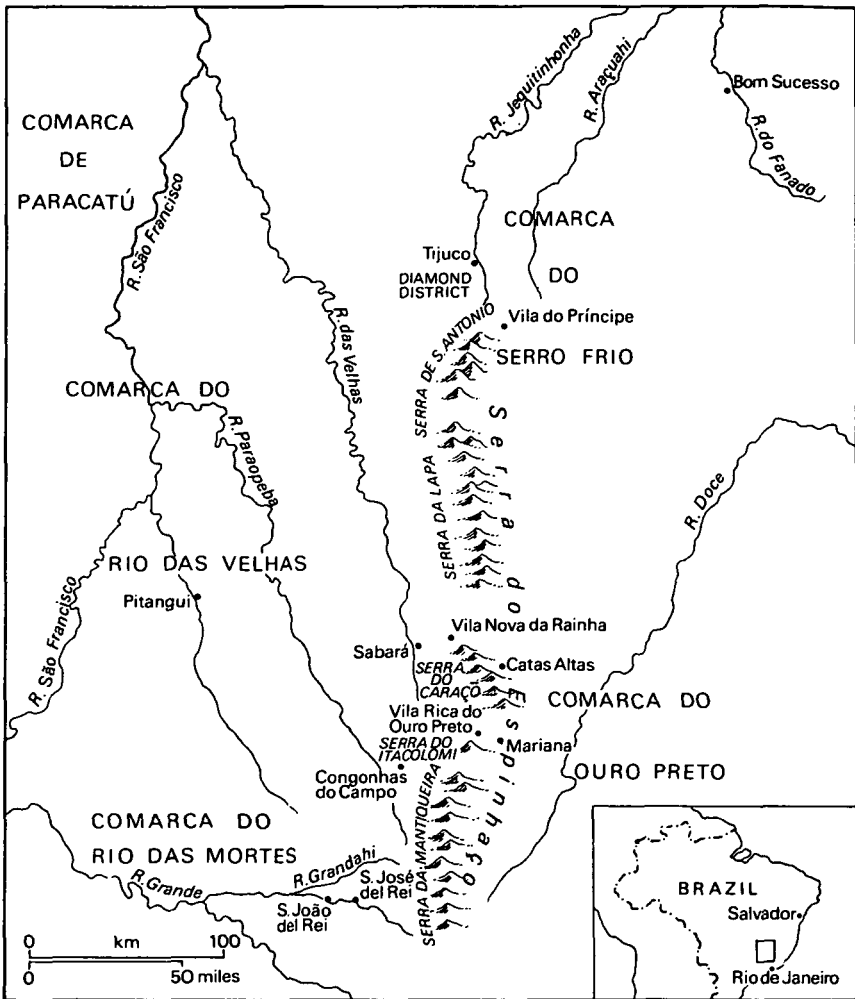 COMARCA
DE
PARACATÚ
R. São Francisco
R. Jequitinhonha
R. Araçuahi
Bom Sucesso
R. do Fanado
COMARCA
DO
SERRO FRIO
Tijuco
DIAMOND
DISTRICT
Vila do Príncipe
SERRA DE S. ANTONIO
R. das Velhas
COMARCA DO
RIO DAS VELHAS
R. Paraopeba
Serra do Espinhaço
SERRA DA LAPA
R. Doce
Pitangui
R. São Francisco
Vila Nova da Rainha
Sabará
SERRA
DO
CARAÇÕ
Catas Altas
COMARCA DO
OURO PRETO
Vila Rica do
Ouro Preto
SERRA DO
ITACOLOMI
Mariana
Congonhas
do Campo
SERRA DA MANTIQUEIRA
COMARCA DO
RIO DAS MORTES
R. Grandahi
R. Grande
S. José
del Rei
S. João
del Rei
0 km 100
0 50 miles
BRAZIL
Salvador
Rio de Janeiro